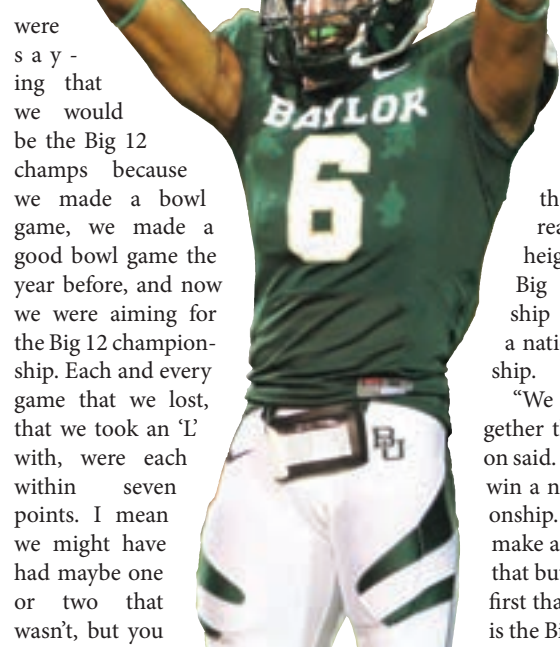 were
say-
ing that
we would
be the Big 12
champs because
we made a bowl
game, we made a
good bowl game the
year before, and now
we were aiming for
the Big 12 champion-
ship. Each and every
game that we lost,
that we took an ‘L’
with, were each
within seven
points. I mean
we might have
had maybe one
or two that
wasn't, but you
BAYLOR
6
BU
th
rea
heig
Big
ship
a nati
ship.
“We
gether t
on said.
win a n
onship.
make a
that bu
first tha
is the Bi